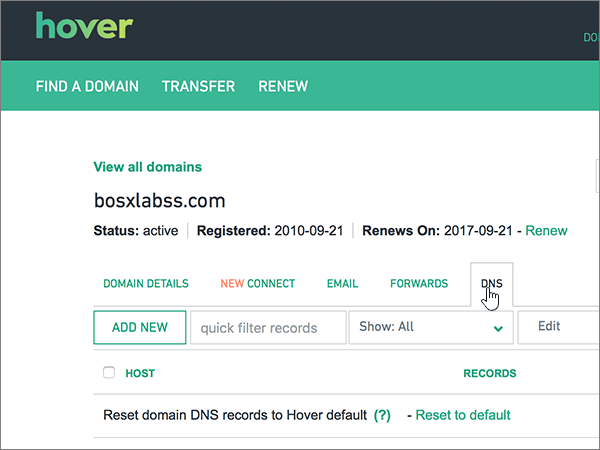 hover
FIND A DOMAIN TRANSFER RENEW
View all domains
bosxlabss.com
Status: active Registered: 2010-09-21 Renews On: 2017-09-21 - Renew
DOMAIN DETAILS NEW CONNECT EMAIL FORWARDS DNS
ADD NEW quick filter records Show: All Edit
HOST RECORDS
Reset domain DNS records to Hover default (?) - Reset to default